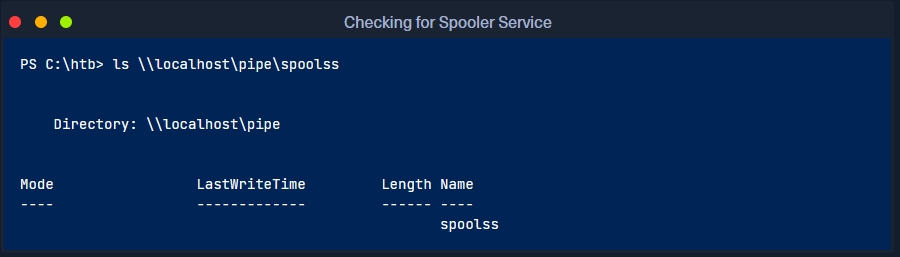 Checking for Spooler Service
PS C:\htb> ls \\localhost\pipe\spoolss
Directory: \\localhost\pipe
Mode                 LastWriteTime         Length Name
----                 -------------         ------ ----
                                                  spoolss